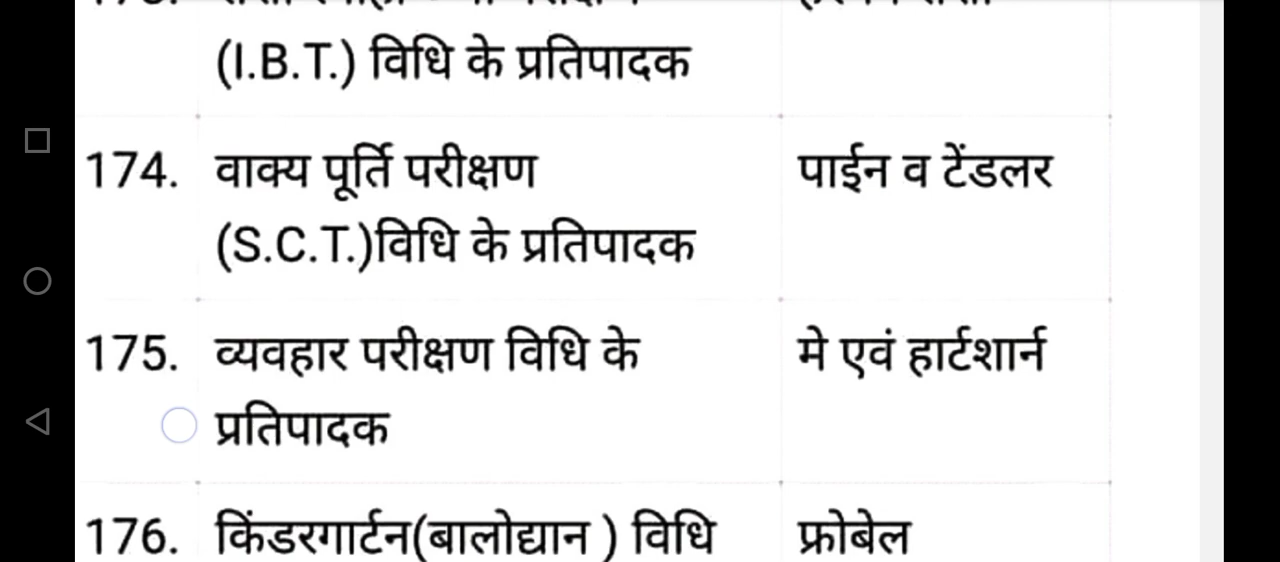 (I.B.T.) विधि के प्रतिपादक
174. वाक्य पूर्ति परीक्षण पाईन व टेंडलर
(S.C.T.)विधि के प्रतिपादक
175. व्यवहार परीक्षण विधि के मे एवं हार्टशार्न
प्रतिपादक
176. किंडरगार्टन(बालोद्यान ) विधि फ्रोबेल